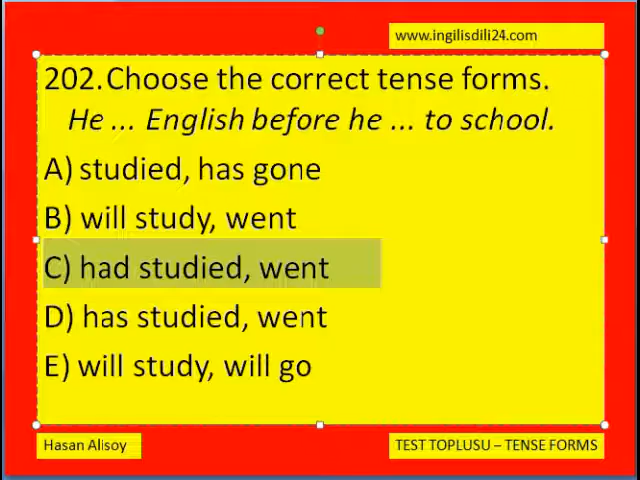 www.ingilisdili24.com
202.Choose the correct tense forms.
He ... English before he ... to school.
A) studied, has gone
B) will study, went
C) had studied, went
D) has studied, went
E) will study, will go
Hasan Alisoy
TEST TOPLUSU – TENSE FORMS